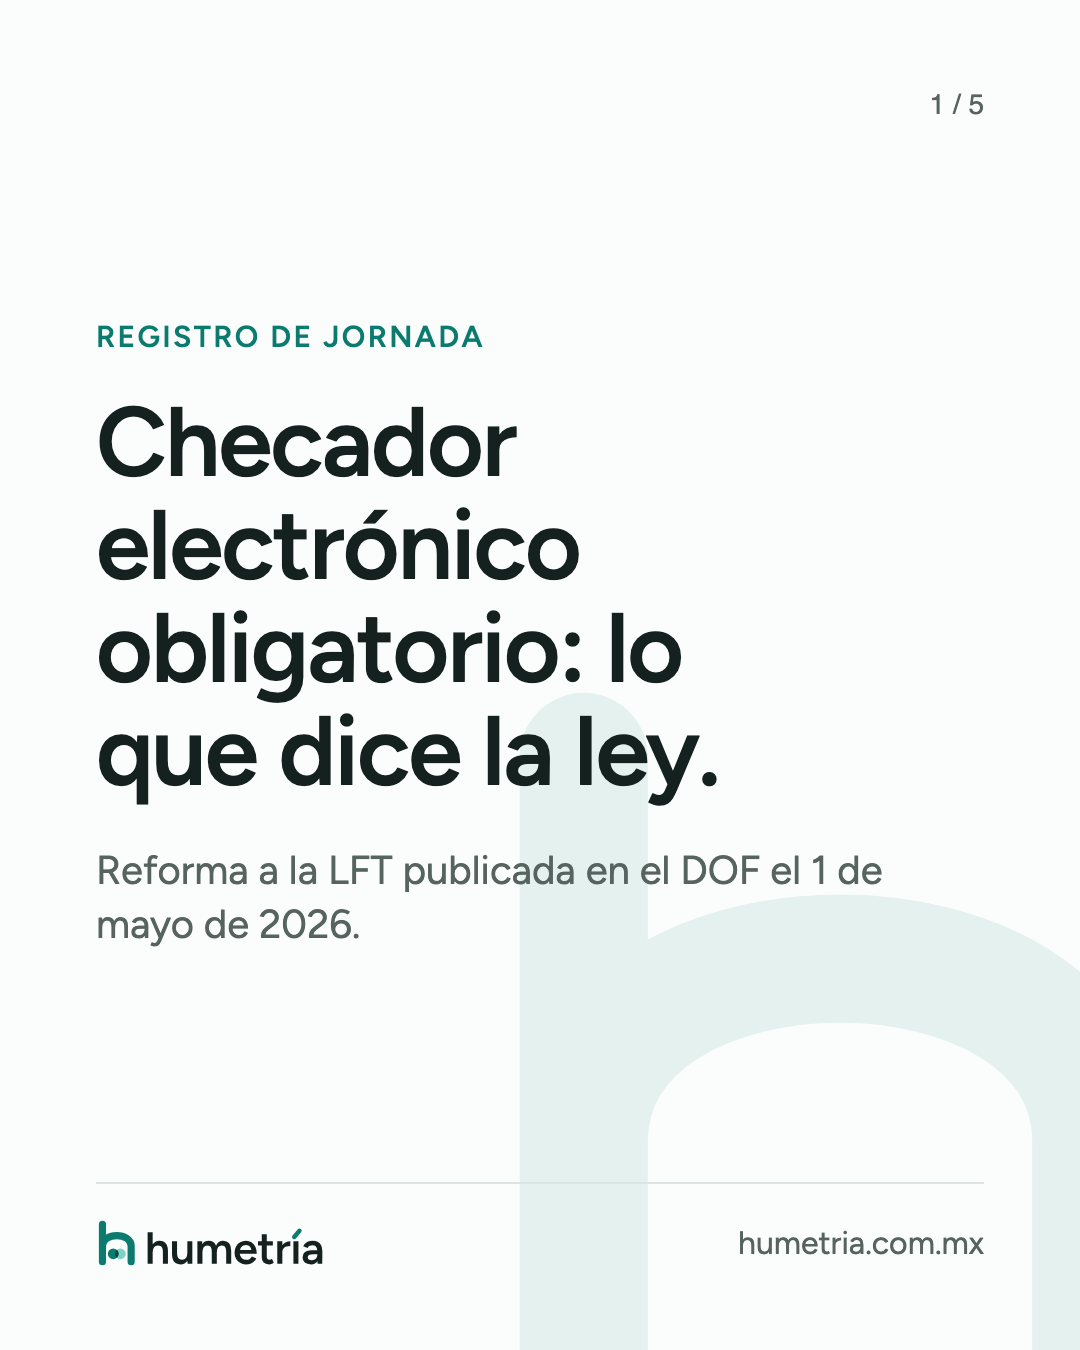 1 / 5
REGISTRO DE JORNADA
Checador
electrónico
obligatorio: lo
que dice la ley.
Reforma a la LFT publicada en el DOF el 1 de
mayo de 2026.
humetría
humetria.com.mx